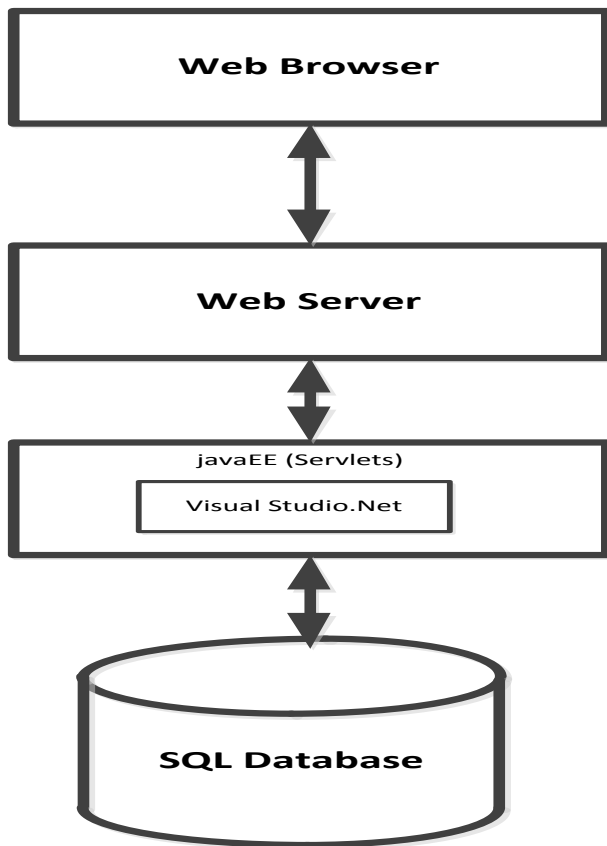 Web Browser
Web Server
javaEE (Servlets)
Visual Studio.Net
SQL Database